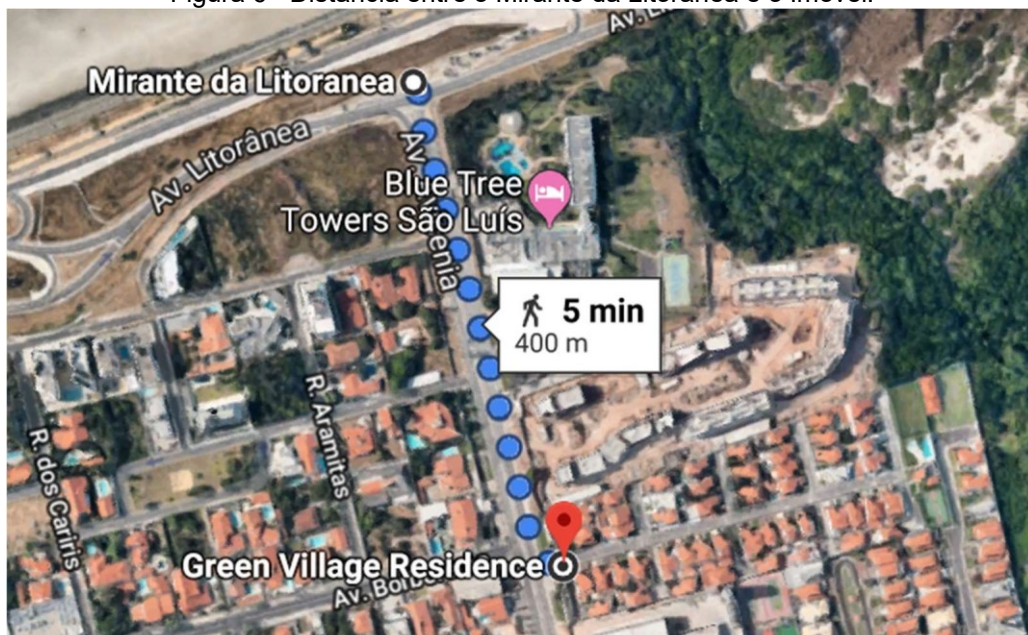 Mirante da Litoranea
Av. Litorânea
Blue Tree
Towers São Luís
5 min
400 m
R. Aramitas
R. dos Cariris
Green Village Residence